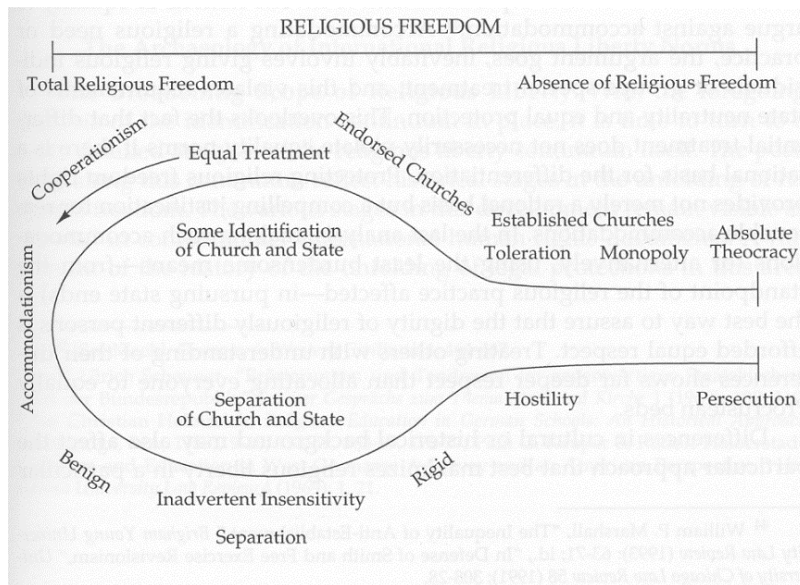 RELIGIOUS FREEDOM
Total Religious Freedom
Absence of Religious Freedom
Cooperationism
Equal Treatment
Endorsed Churches
Some Identification
of Church and State
Established Churches
Toleration
Monopoly
Absolute
Theocracy
Accommodationism
Separation
of Church and State
Hostility
Persecution
Benign
Inadvertent Insensitivity
Rigid
Separation